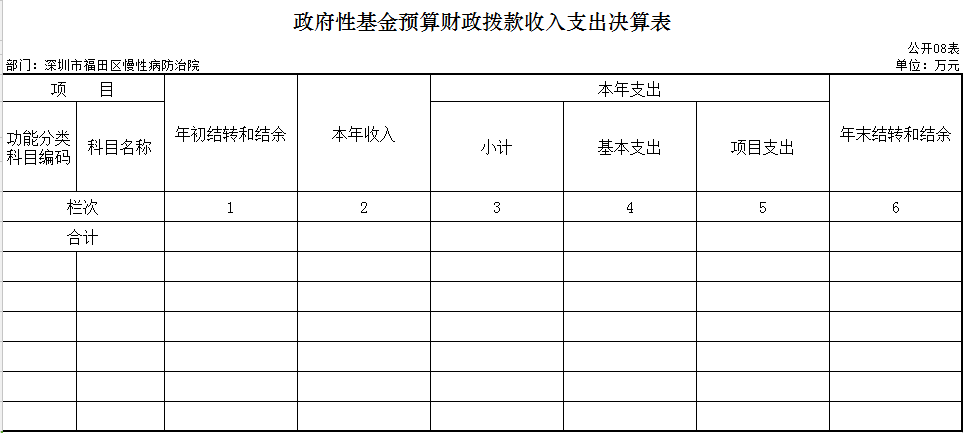 政府性基金预算财政拨款收入支出决算表
公开08表
部门：深圳市福田区慢性病防治院
单位：万元
项 目
年初结转和结余
本年收入
本年支出
年末结转和结余
功能分类
科目编码
科目名称
小计
基本支出
项目支出
栏次 1 2 3 4 5 6
合计